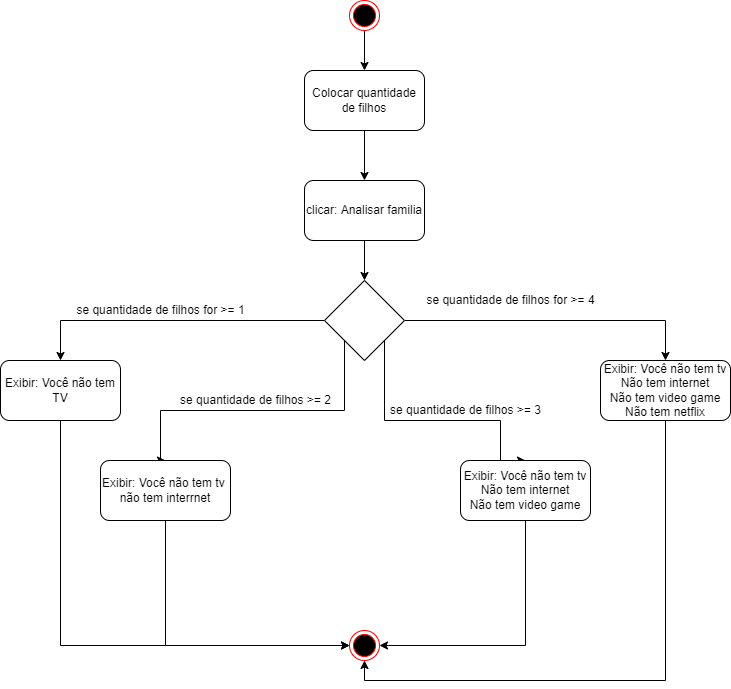 Colocar quantidade
de filhos
clicar: Analisar familia
se quantidade de filhos for >= 4
se quantidade de filhos for >= 1
Exibir: Você não tem
TV
Exibir: Você não tem tv
Não tem internet
Não tem video game
Não tem netflix
se quantidade de filhos >= 2
se quantidade de filhos >= 3
Exibir: Você não tem tv
não tem interrnet
Exibir: Você não tem tv
Não tem internet
Não tem video game